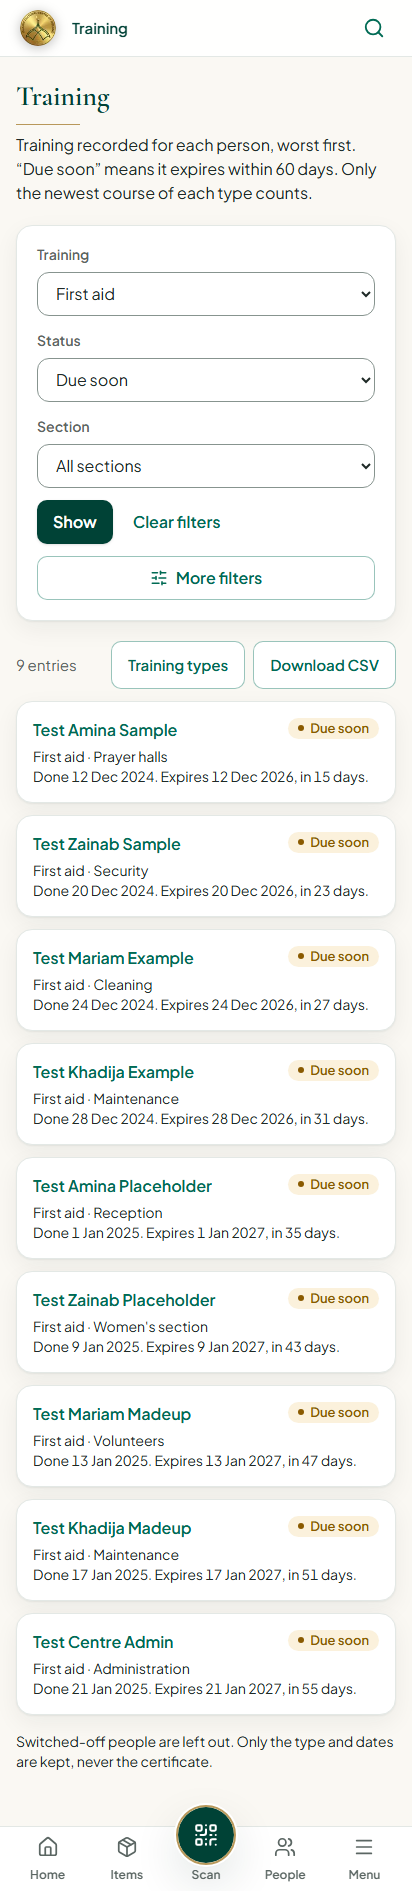 Training
Training
Training recorded for each person, worst first.
“Due soon” means it expires within 60 days. Only
the newest course of each type counts.
Training
First aid
Status
Due soon
Section
All sections
Show
Clear filters
More filters
9 entries
Training types
Download CSV
Test Amina Sample
Due soon
First aid · Prayer halls
Done 12 Dec 2024. Expires 12 Dec 2026, in 15 days.
Test Zainab Sample
Due soon
First aid · Security
Done 20 Dec 2024. Expires 20 Dec 2026, in 23 days.
Test Mariam Example
Due soon
First aid · Cleaning
Done 24 Dec 2024. Expires 24 Dec 2026, in 27 days.
Test Khadija Example
Due soon
First aid · Maintenance
Done 28 Dec 2024. Expires 28 Dec 2026, in 31 days.
Test Amina Placeholder
Due soon
First aid · Reception
Done 1 Jan 2025. Expires 1 Jan 2027, in 35 days.
Test Zainab Placeholder
Due soon
First aid · Women's section
Done 9 Jan 2025. Expires 9 Jan 2027, in 43 days.
Test Mariam Madeup
Due soon
First aid · Volunteers
Done 13 Jan 2025. Expires 13 Jan 2027, in 47 days.
Test Khadija Madeup
Due soon
First aid · Maintenance
Done 17 Jan 2025. Expires 17 Jan 2027, in 51 days.
Test Centre Admin
Due soon
First aid · Administration
Done 21 Jan 2025. Expires 21 Jan 2027, in 55 days.
Switched-off people are left out. Only the type and dates
are kept, never the certificate.
Home
Items
Scan
People
Menu